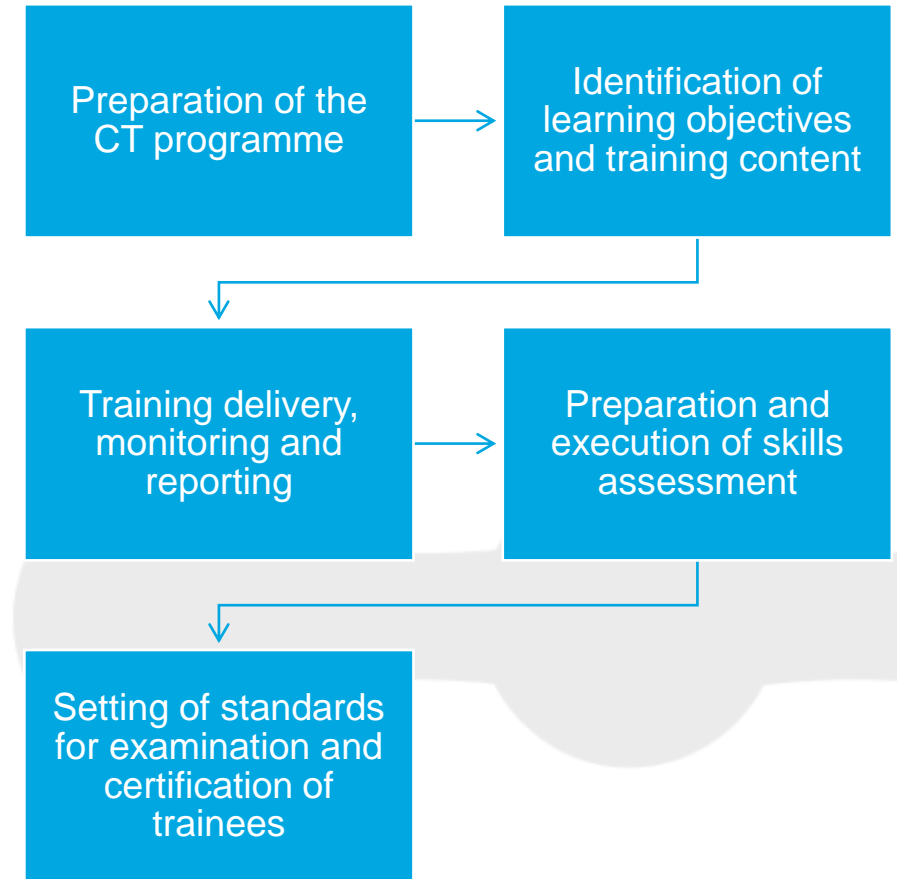 Preparation of the
CT programme
Identification of
learning objectives
and training content
Training delivery,
monitoring and
reporting
Preparation and
execution of skills
assessment
Setting of standards
for examination and
certification of
trainees